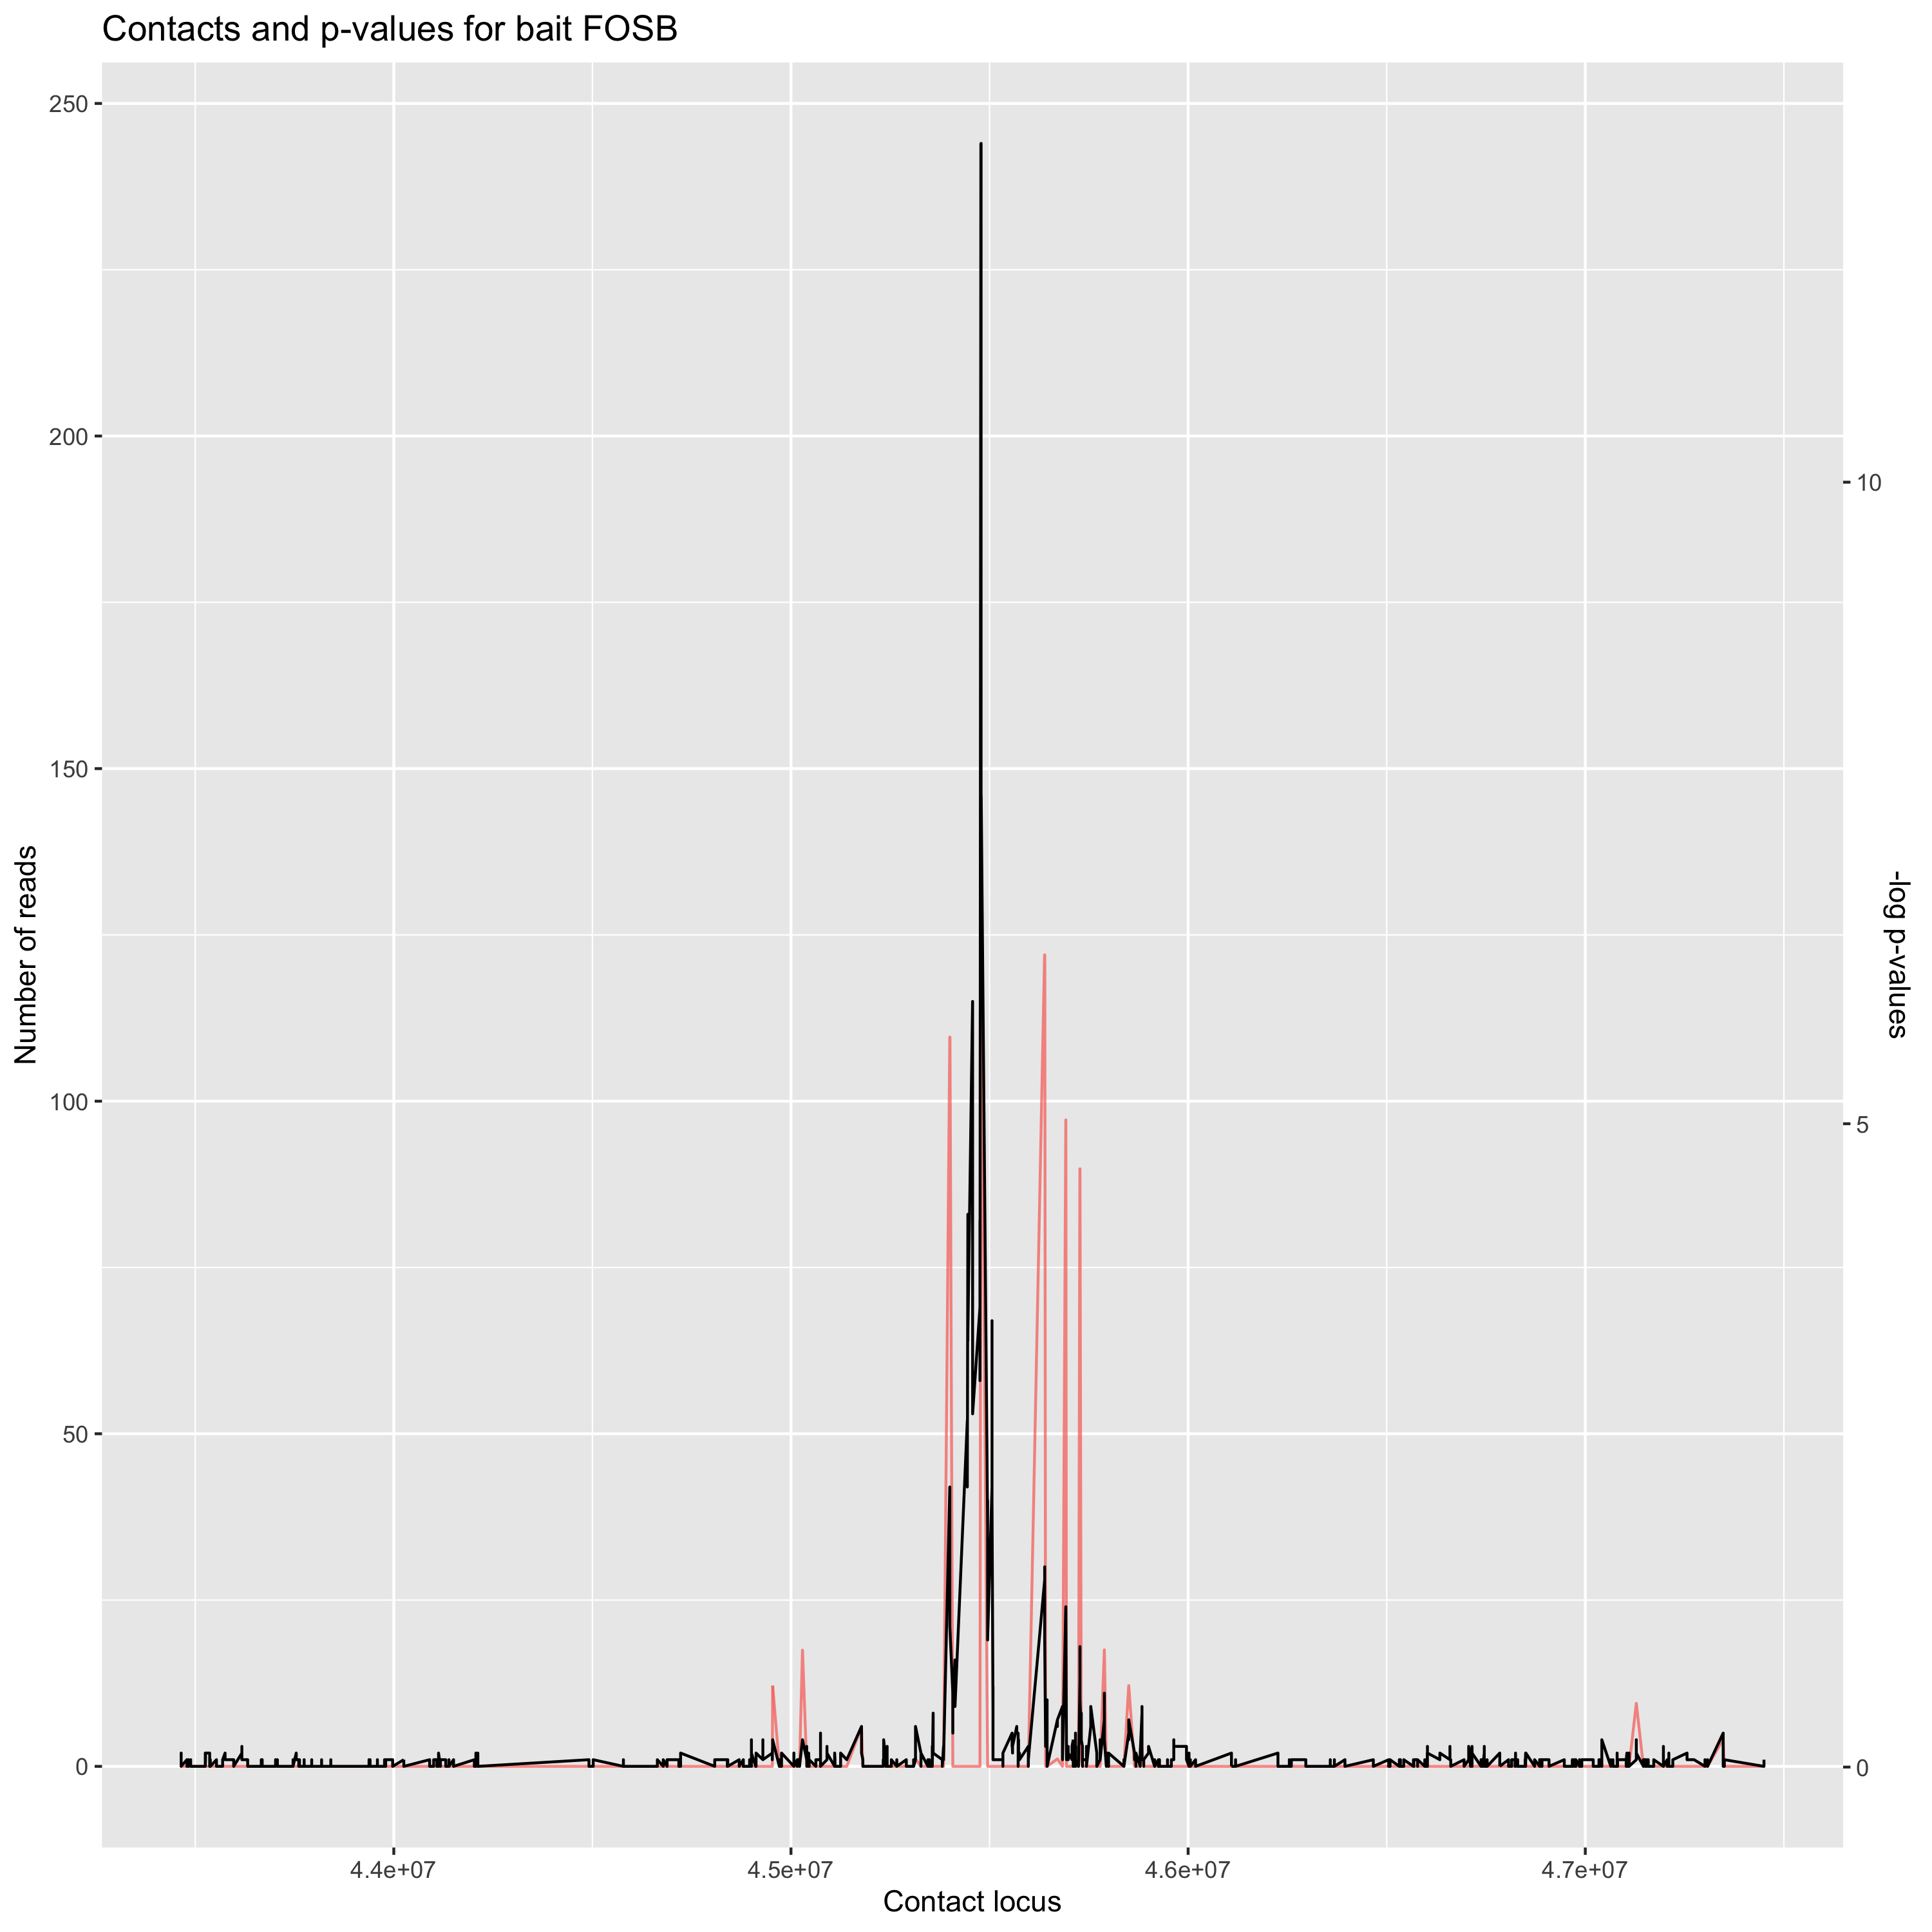 Contacts and p-values for bait FOSB
250
200
150
100
50
0
Number of reads
10
5
0
-log p-values
4.4e+07
4.5e+07
4.6e+07
4.7e+07
Contact locus